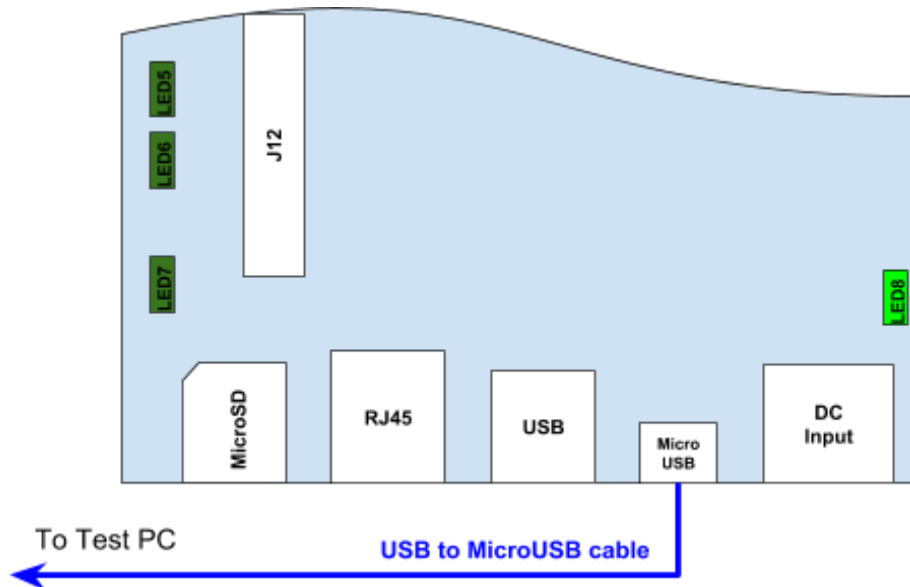 LED5
LED6
J12
LED7
LED8
MicroSD
RJ45
USB
Micro
USB
DC
Input
To Test PC
USB to MicroUSB cable